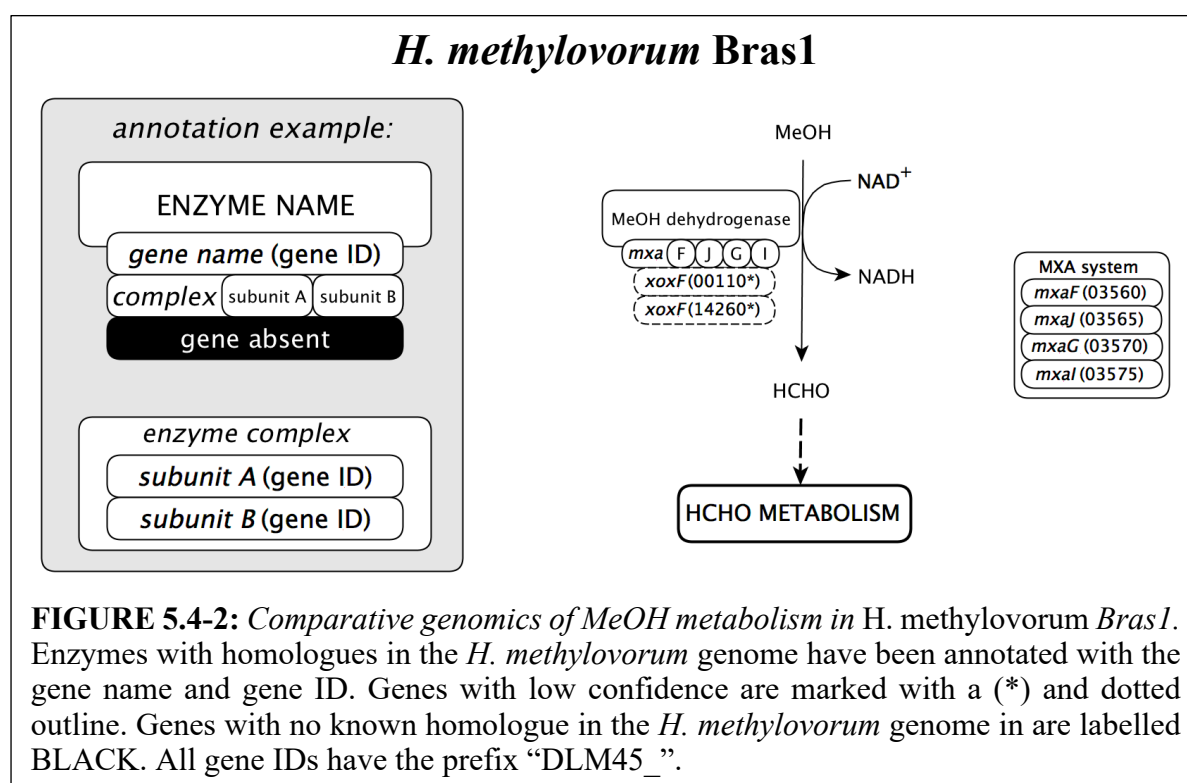 H. methylovorum Bras1
annotation example:
ENZYME NAME
gene name (gene ID)
complex subunit A subunit B
gene absent
enzyme complex
subunit A (gene ID)
subunit B (gene ID)
MeOH
NAD+
MeOH dehydrogenase
mxa F J G I
xoxF(00110*)
xoxF(14260*)
NADH
HCHO
HCHO METABOLISM
MXA system
mxaF (03560)
mxaJ (03565)
mxaG (03570)
mxaI (03575)
FIGURE 5.4-2: Comparative genomics of MeOH metabolism in H. methylovorum Bras1.
Enzymes with homologues in the H. methylovorum genome have been annotated with the
gene name and gene ID. Genes with low confidence are marked with a (*) and dotted
outline. Genes with no known homologue in the H. methylovorum genome in are labelled
BLACK. All gene IDs have the prefix “DLM45_”.